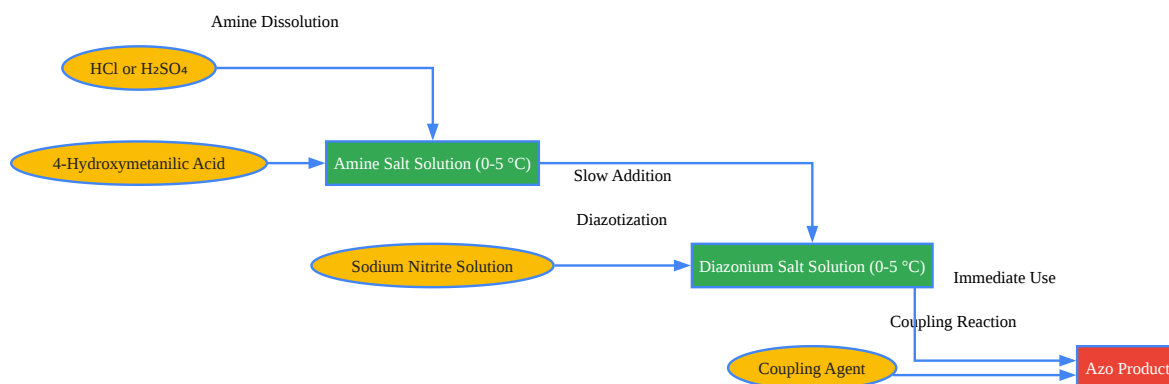 Amine Dissolution
HCl or H₂SO₄
4-Hydroxymetanilic Acid
Amine Salt Solution (0-5 °C)
Slow Addition
Diazotization
Sodium Nitrite Solution
Diazonium Salt Solution (0-5 °C)
Immediate Use
Coupling Reaction
Coupling Agent
Azo Product